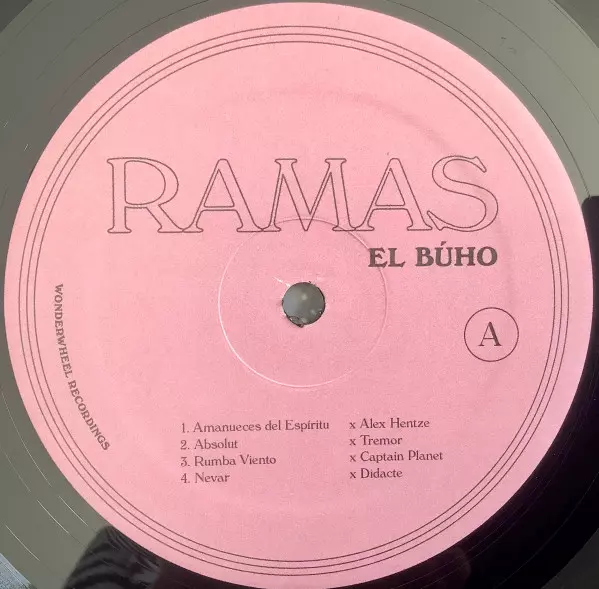 RAMAS
EL BÚHO
A
WONDERWHEEL RECORDINGS
1. Amanueces del Espíritu x Alex Hentze
2. Absolut x Tremor
3. Rumba Viento x Captain Planet
4. Nevar x Didacte